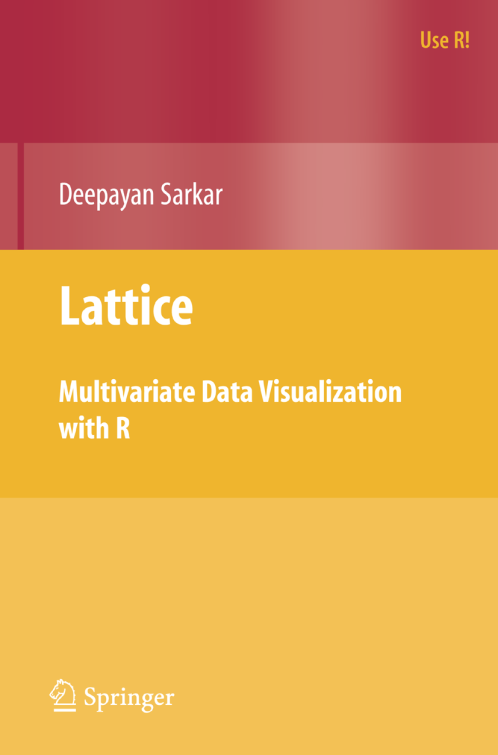 Use R!
Deepayan Sarkar
Lattice
Multivariate Data Visualization
with R
Springer